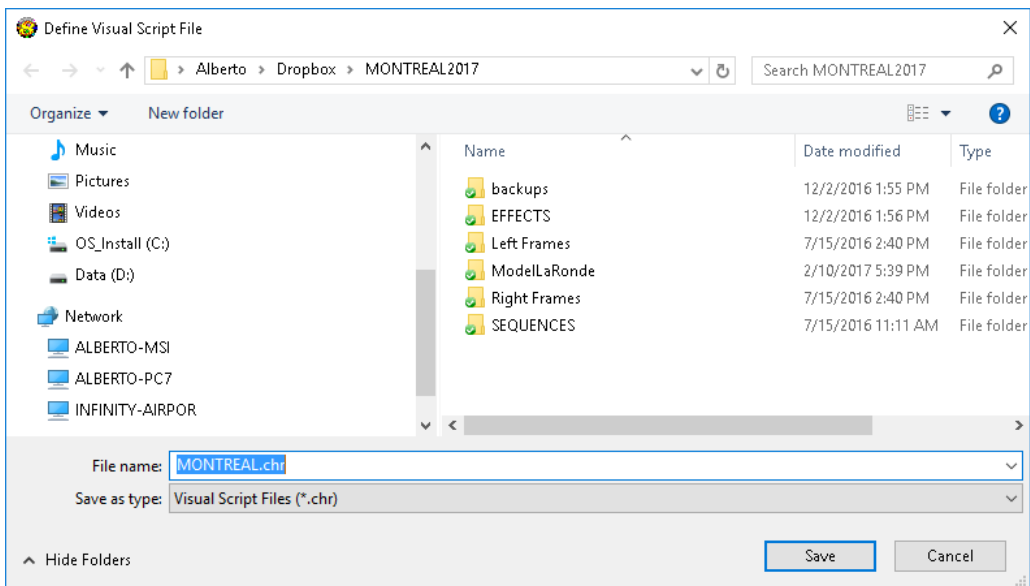 Define Visual Script File
Alberto > Dropbox > MONTREAL2017
Search MONTREAL2017
Organize
New folder
?
Music
Pictures
Videos
OS_Install (C:)
Data (D:)
Network
ALBERTO-MSI
ALBERTO-PC7
INFINITY-AIRPOR
Name Date modified Type
backups 12/2/2016 1:55 PM File folder
EFFECTS 12/2/2016 1:56 PM File folder
Left Frames 7/15/2016 2:40 PM File folder
ModelLaRonde 2/10/2017 5:39 PM File folder
Right Frames 7/15/2016 2:40 PM File folder
SEQUENCES 7/15/2016 11:11 AM File folder
File name: MONTREAL.chr
Save as type: Visual Script Files (*.chr)
Hide Folders
Save
Cancel